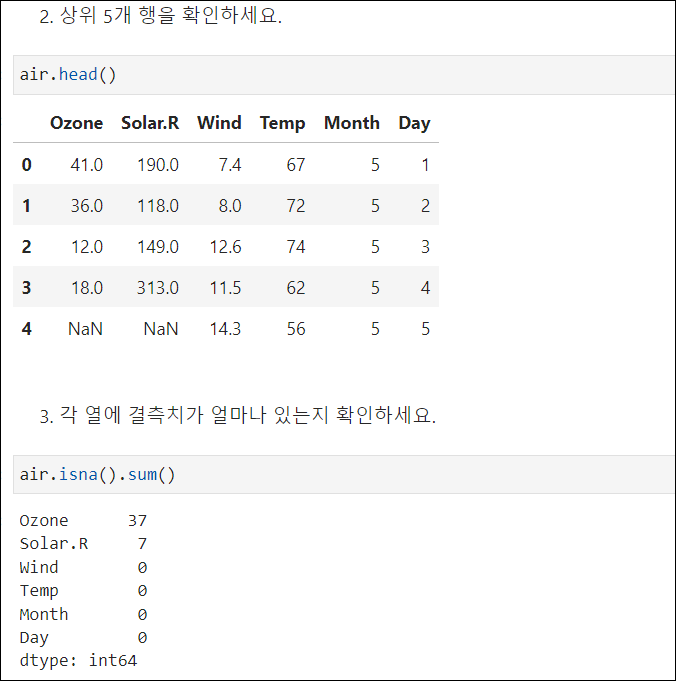 2. 상위 5개 행을 확인하세요.
air.head()
Ozone Solar.R Wind Temp Month Day
0 41.0 190.0 7.4 67 5 1
1 36.0 118.0 8.0 72 5 2
2 12.0 149.0 12.6 74 5 3
3 18.0 313.0 11.5 62 5 4
4 NaN NaN 14.3 56 5 5
3. 각 열에 결측치가 얼마나 있는지 확인하세요.
air.isna().sum()
Ozone 37
Solar.R 7
Wind 0
Temp 0
Month 0
Day 0
dtype: int64